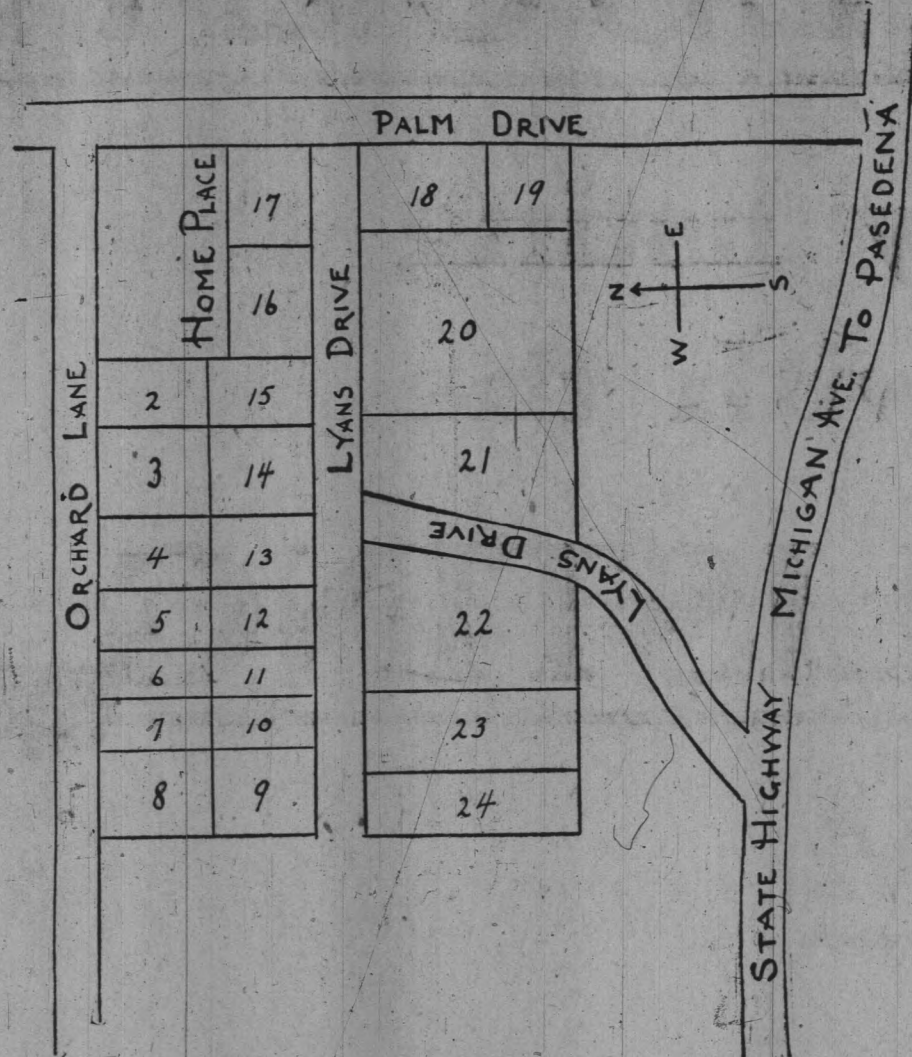 PALM DRIVE
HOME PLACE
17
18
19
16
LYANS DRIVE
20
E
N
S
W
MICHIGAN AVE. TO PASEDENA
ORCHARD LANE
2
15
3
14
21
LYANS DRIVE
4
13
5
12
22
6
11
7
10
23
8
9
24
STATE HIGHWAY